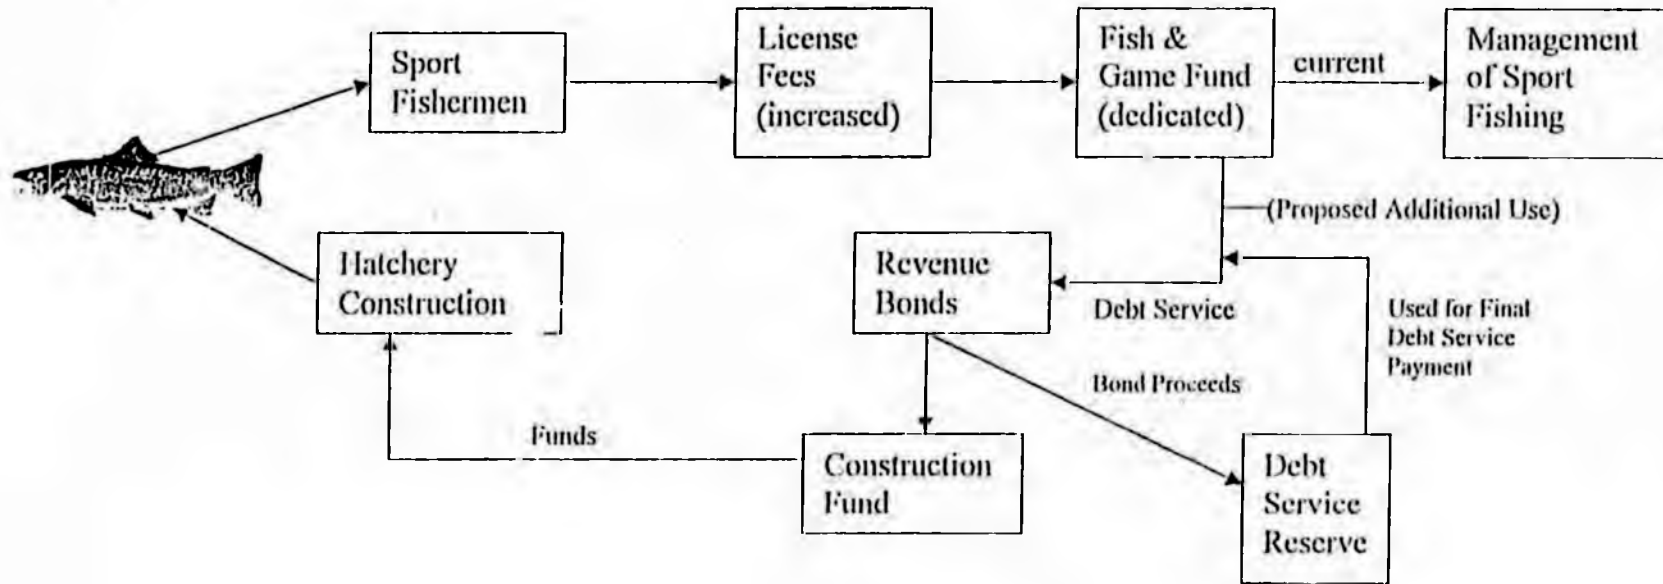 Sport
Fishermen
License
Fees
(increased)
Fish &
Game Fund
(dedicated)
current
Management
of Sport
Fishing
(Proposed Additional Use)
Hatchery
Construction
Revenue
Bonds
Debt Service
Used for Final
Debt Service
Payment
Bond Proceeds
Funds
Construction
Fund
Debt
Service
Reserve